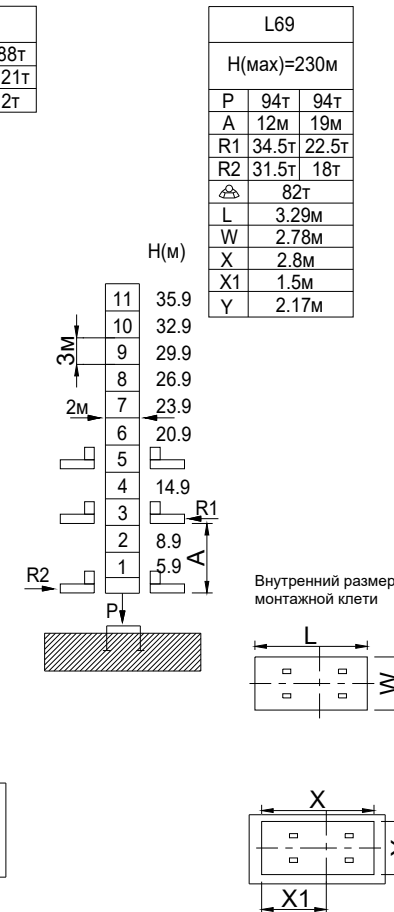 88т
21т
2т
L69
H(мах)=230м
P 94т 94т
A 12м 19м
R1 34.5т 22.5т
R2 31.5т 18т
82т
L 3.29м
W 2.78м
X 2.8м
X1 1.5м
Y 2.17м
H(м)
11 35.9
10 32.9
3м
9 29.9
8 26.9
2м
7 23.9
6 20.9
5
4 14.9
3
R1
2 8.9
A
1 5.9
R2
P
Внутренний размер
монтажной клети
L
W
X
X1